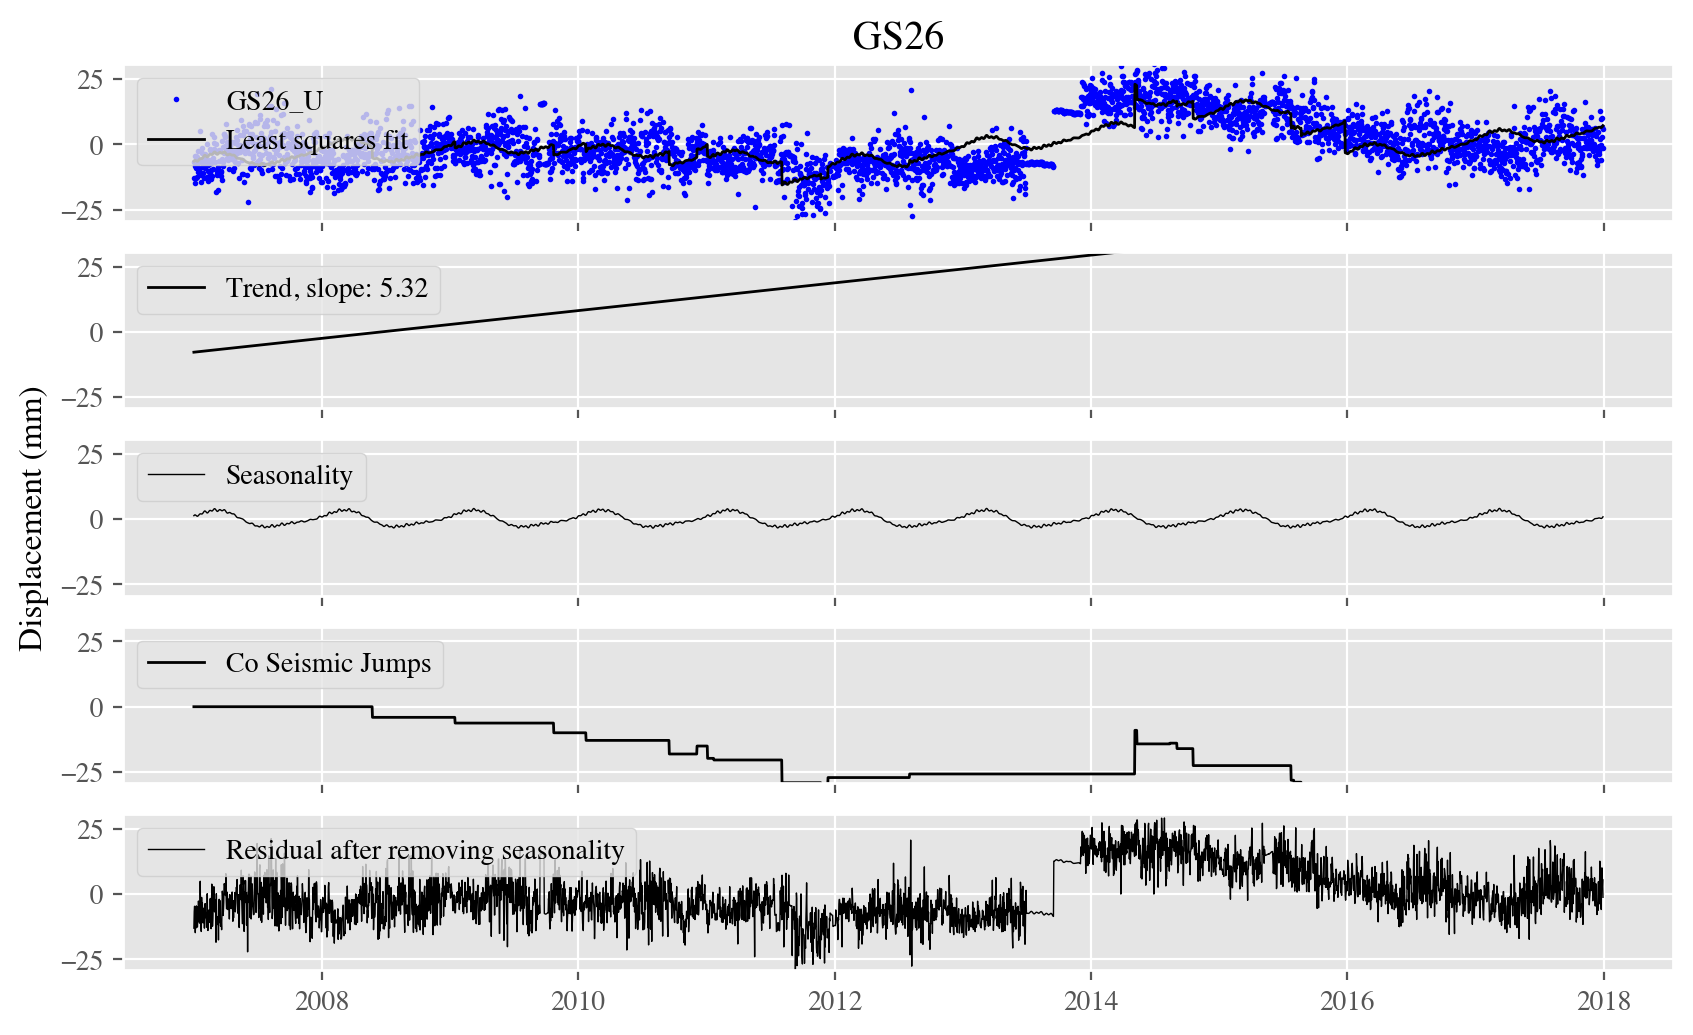 GS26
25
0
−25
GS26_U
Least squares fit
25
0
−25
Trend, slope: 5.32
Displacement (mm)
25
0
−25
Seasonality
25
0
−25
Co Seismic Jumps
25
0
−25
Residual after removing seasonality
2008 2010 2012 2014 2016 2018